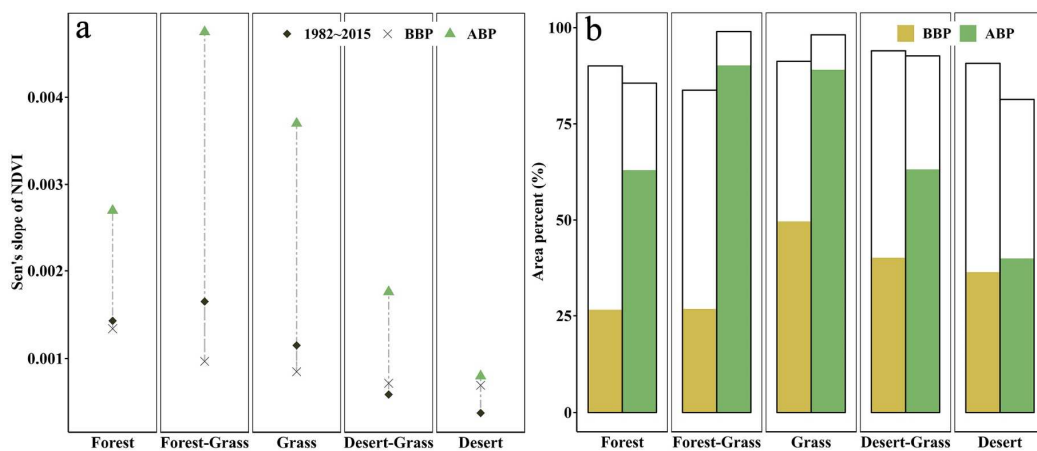 a
1982~2015 BBP ABP
Sen's slope of NDVI
0.004
0.003
0.002
0.001
Forest Forest-Grass Grass Desert-Grass Desert
b
BBP ABP
Area percent (%)
100
75
50
25
0
Forest Forest-Grass Grass Desert-Grass Desert